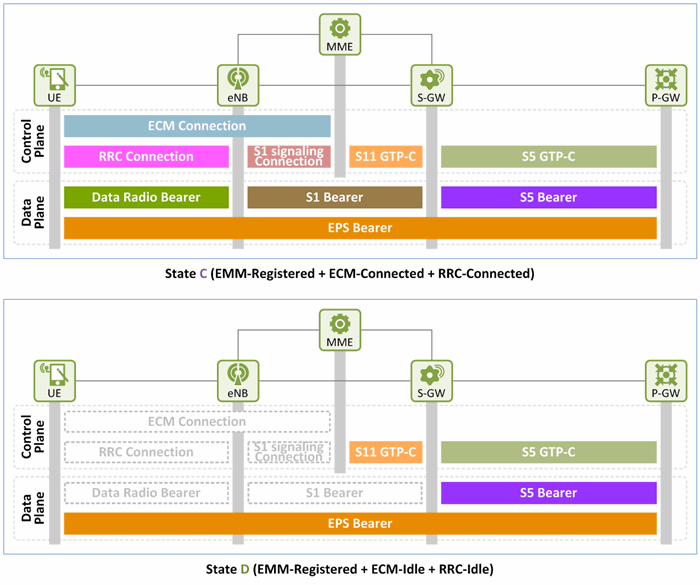 MME
UE
eNB
S-GW
P-GW
Control
Plane
ECM Connection
RRC Connection
S1 signaling
Connection
S11 GTP-C
S5 GTP-C
Data
Plane
Data Radio Bearer
S1 Bearer
S5 Bearer
EPS Bearer
State C (EMM-Registered + ECM-Connected + RRC-Connected)
MME
UE
eNB
S-GW
P-GW
Control
Plane
ECM Connection
RRC Connection
S1 signaling
Connection
S11 GTP-C
S5 GTP-C
Data
Plane
Data Radio Bearer
S1 Bearer
S5 Bearer
EPS Bearer
State D (EMM-Registered + ECM-Idle + RRC-Idle)